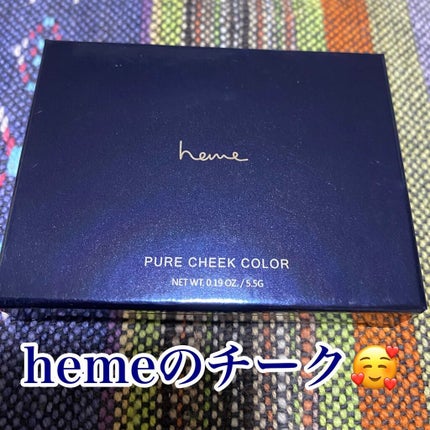 heme
PURE CHEEK COLOR
NET WT. 0.19 OZ. / 5.5G
hemeのチーク🥰